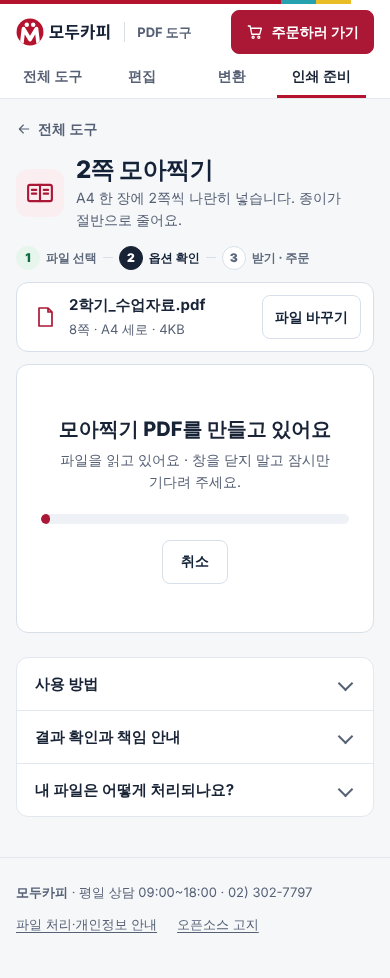 모두카피 PDF 도구 주문하러 가기
전체 도구 편집 변환 인쇄 준비
← 전체 도구
2쪽 모아찍기
A4 한 장에 2쪽씩 나란히 넣습니다. 종이가
절반으로 줄어요.
1 파일 선택 2 옵션 확인 3 받기 · 주문
2학기_수업자료.pdf
8쪽 · A4 세로 · 4KB
파일 바꾸기
모아찍기 PDF를 만들고 있어요
파일을 읽고 있어요 · 창을 닫지 말고 잠시만
기다려 주세요.
취소
사용 방법
결과 확인과 책임 안내
내 파일은 어떻게 처리되나요?
모두카피 · 평일 상담 09:00~18:00 · 02) 302-7797
파일 처리·개인정보 안내 오픈소스 고지